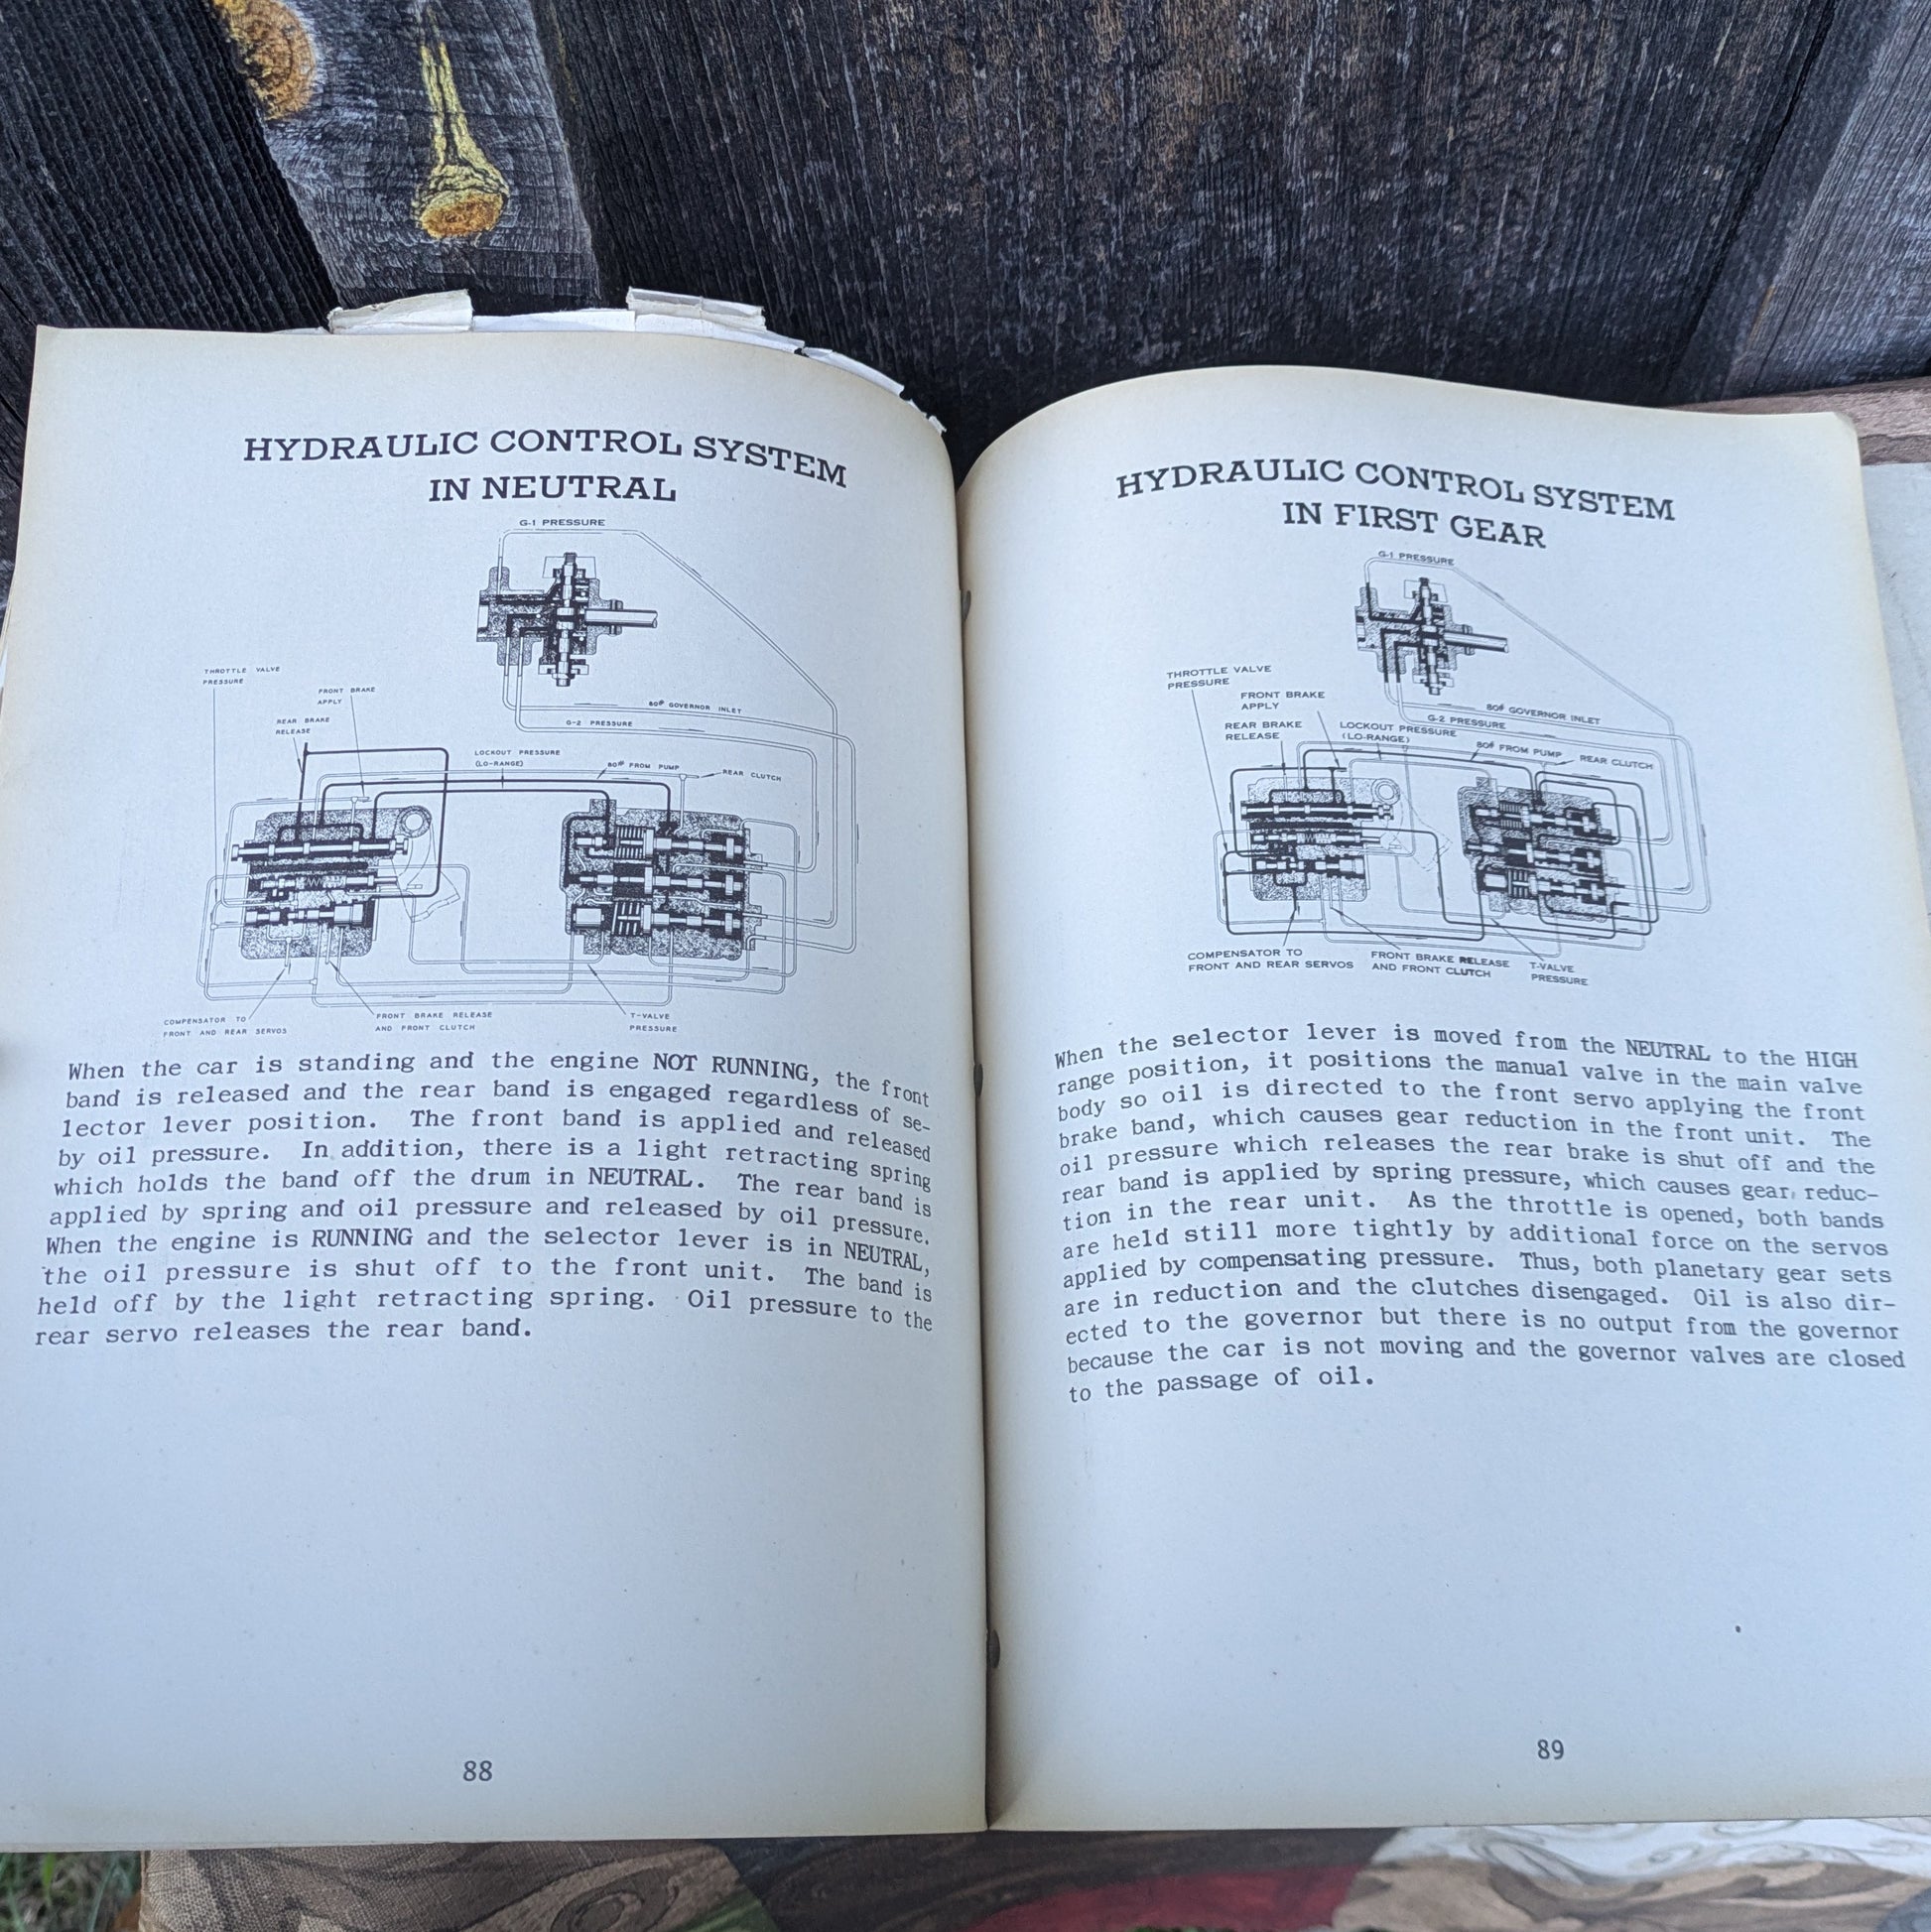 HYDRAULIC CONTROL SYSTEM
IN NEUTRAL
G-1 PRESSURE
THROTTLE VALVE
PRESSURE
FRONT BRAKE
APPLY
REAR BRAKE
RELEASE
80# GOVERNOR INLET
G-2 PRESSURE
LOCKOUT PRESSURE
(LO-RANGE)
80# FROM PUMP
REAR CLUTCH
COMPENSATOR TO
FRONT AND REAR SERVOS
FRONT BRAKE RELEASE
AND FRONT CLUTCH
T-VALVE
PRESSURE
When the car is standing and the engine NOT RUNNING, the front
band is released and the rear band is engaged regardless of se-
lector lever position. The front band is applied and released
by oil pressure. In addition, there is a light retracting spring
which holds the band off the drum in NEUTRAL. The rear band is
applied by spring and oil pressure and released by oil pressure.
When the engine is RUNNING and the selector lever is in NEUTRAL,
the oil pressure is shut off to the front unit. The band is
held off by the light retracting spring. Oil pressure to the
rear servo releases the rear band.
88
HYDRAULIC CONTROL SYSTEM
IN FIRST GEAR
G-1 PRESSURE
THROTTLE VALVE
PRESSURE
FRONT BRAKE
APPLY
REAR BRAKE
RELEASE
80# GOVERNOR INLET
G-2 PRESSURE
LOCKOUT PRESSURE
(LO-RANGE)
80# FROM PUMP
REAR CLUTCH
COMPENSATOR TO
FRONT AND REAR SERVOS
FRONT BRAKE RELEASE
AND FRONT CLUTCH
T-VALVE
PRESSURE
When the selector lever is moved from the NEUTRAL to the HIGH
range position, it positions the manual valve in the main valve
body so oil is directed to the front servo applying the front
brake band, which causes gear reduction in the front unit. The
oil pressure which releases the rear brake is shut off and the
rear band is applied by spring pressure, which causes gear reduc-
tion in the rear unit. As the throttle is opened, both bands
are held still more tightly by additional force on the servos
applied by compensating pressure. Thus, both planetary gear sets
are in reduction and the clutches disengaged. Oil is also dir-
ected to the governor but there is no output from the governor
because the car is not moving and the governor valves are closed
to the passage of oil.
89